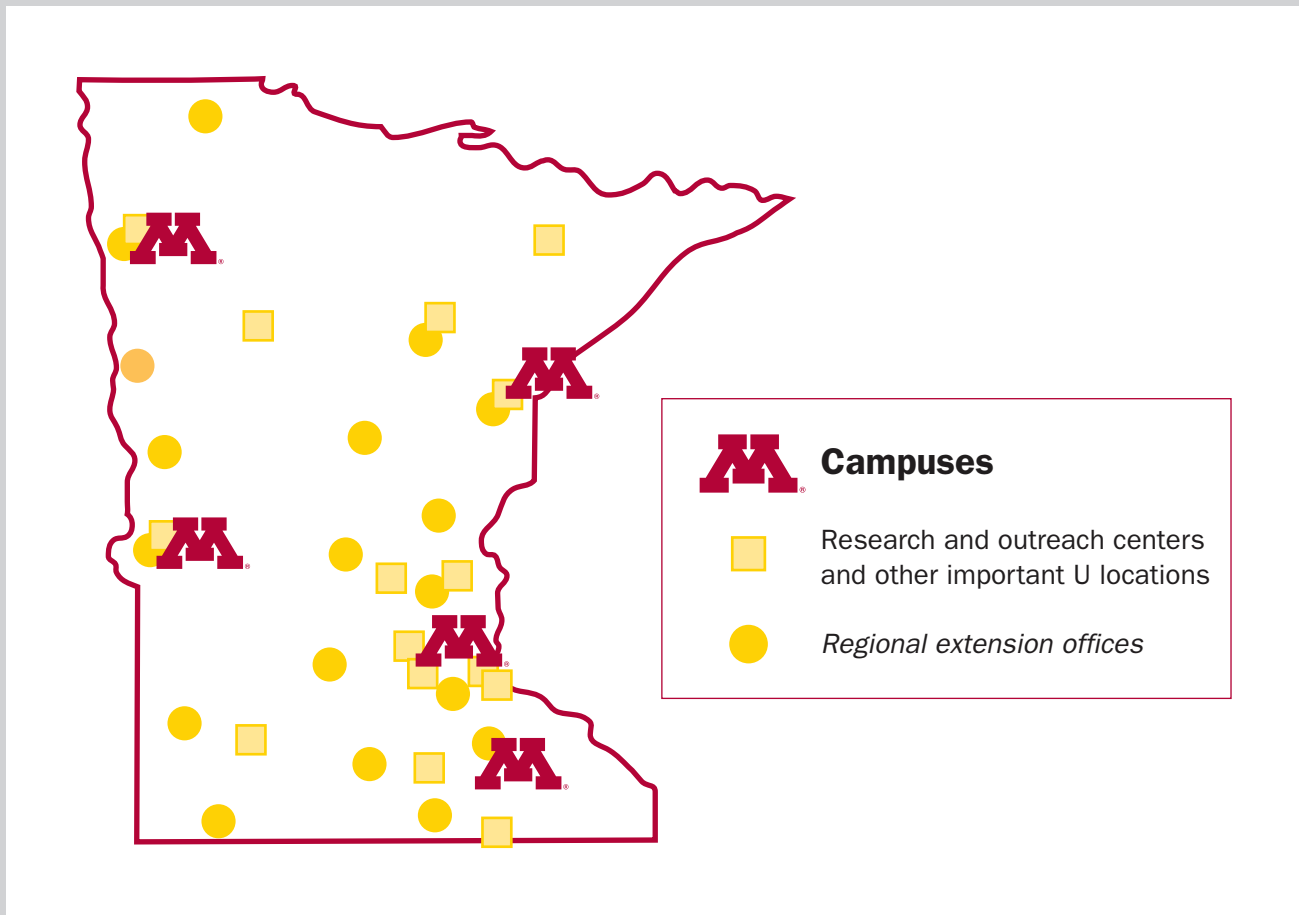 Campuses
Research and outreach centers
and other important U locations
Regional extension offices